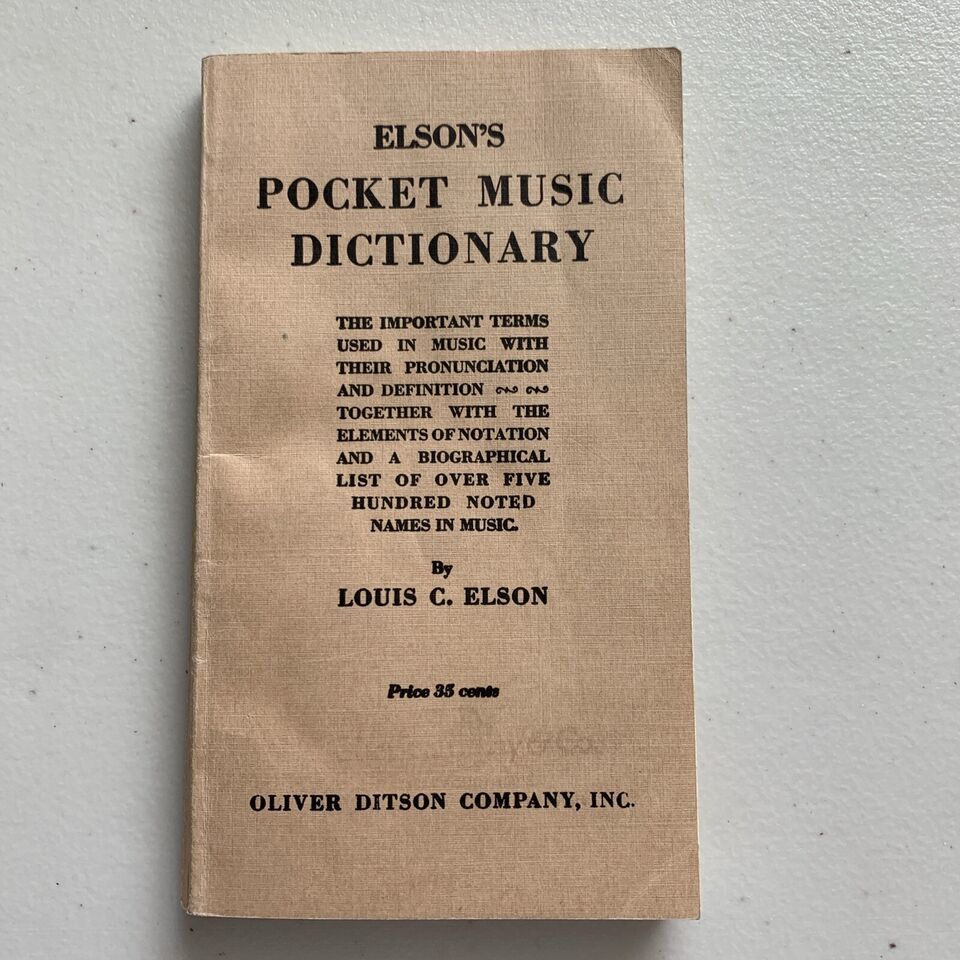 ELSON'S
POCKET MUSIC
DICTIONARY
THE IMPORTANT TERMS
USED IN MUSIC WITH
THEIR PRONUNCIATION
AND DEFINITION
TOGETHER WITH THE
ELEMENTS OF NOTATION
AND A BIOGRAPHICAL
LIST OF OVER FIVE
HUNDRED NOTED
NAMES IN MUSIC.
By
LOUIS C. ELSON
Price 35 cents
OLIVER DITSON COMPANY, INC.